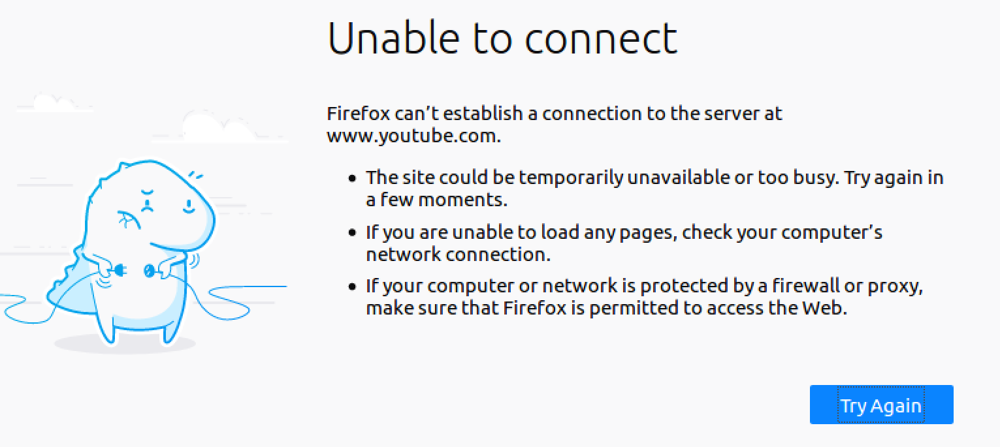 Unable to connect
Firefox can’t establish a connection to the server at
www.youtube.com.
• The site could be temporarily unavailable or too busy. Try again in
a few moments.
• If you are unable to load any pages, check your computer’s
network connection.
• If your computer or network is protected by a firewall or proxy,
make sure that Firefox is permitted to access the Web.
Try Again